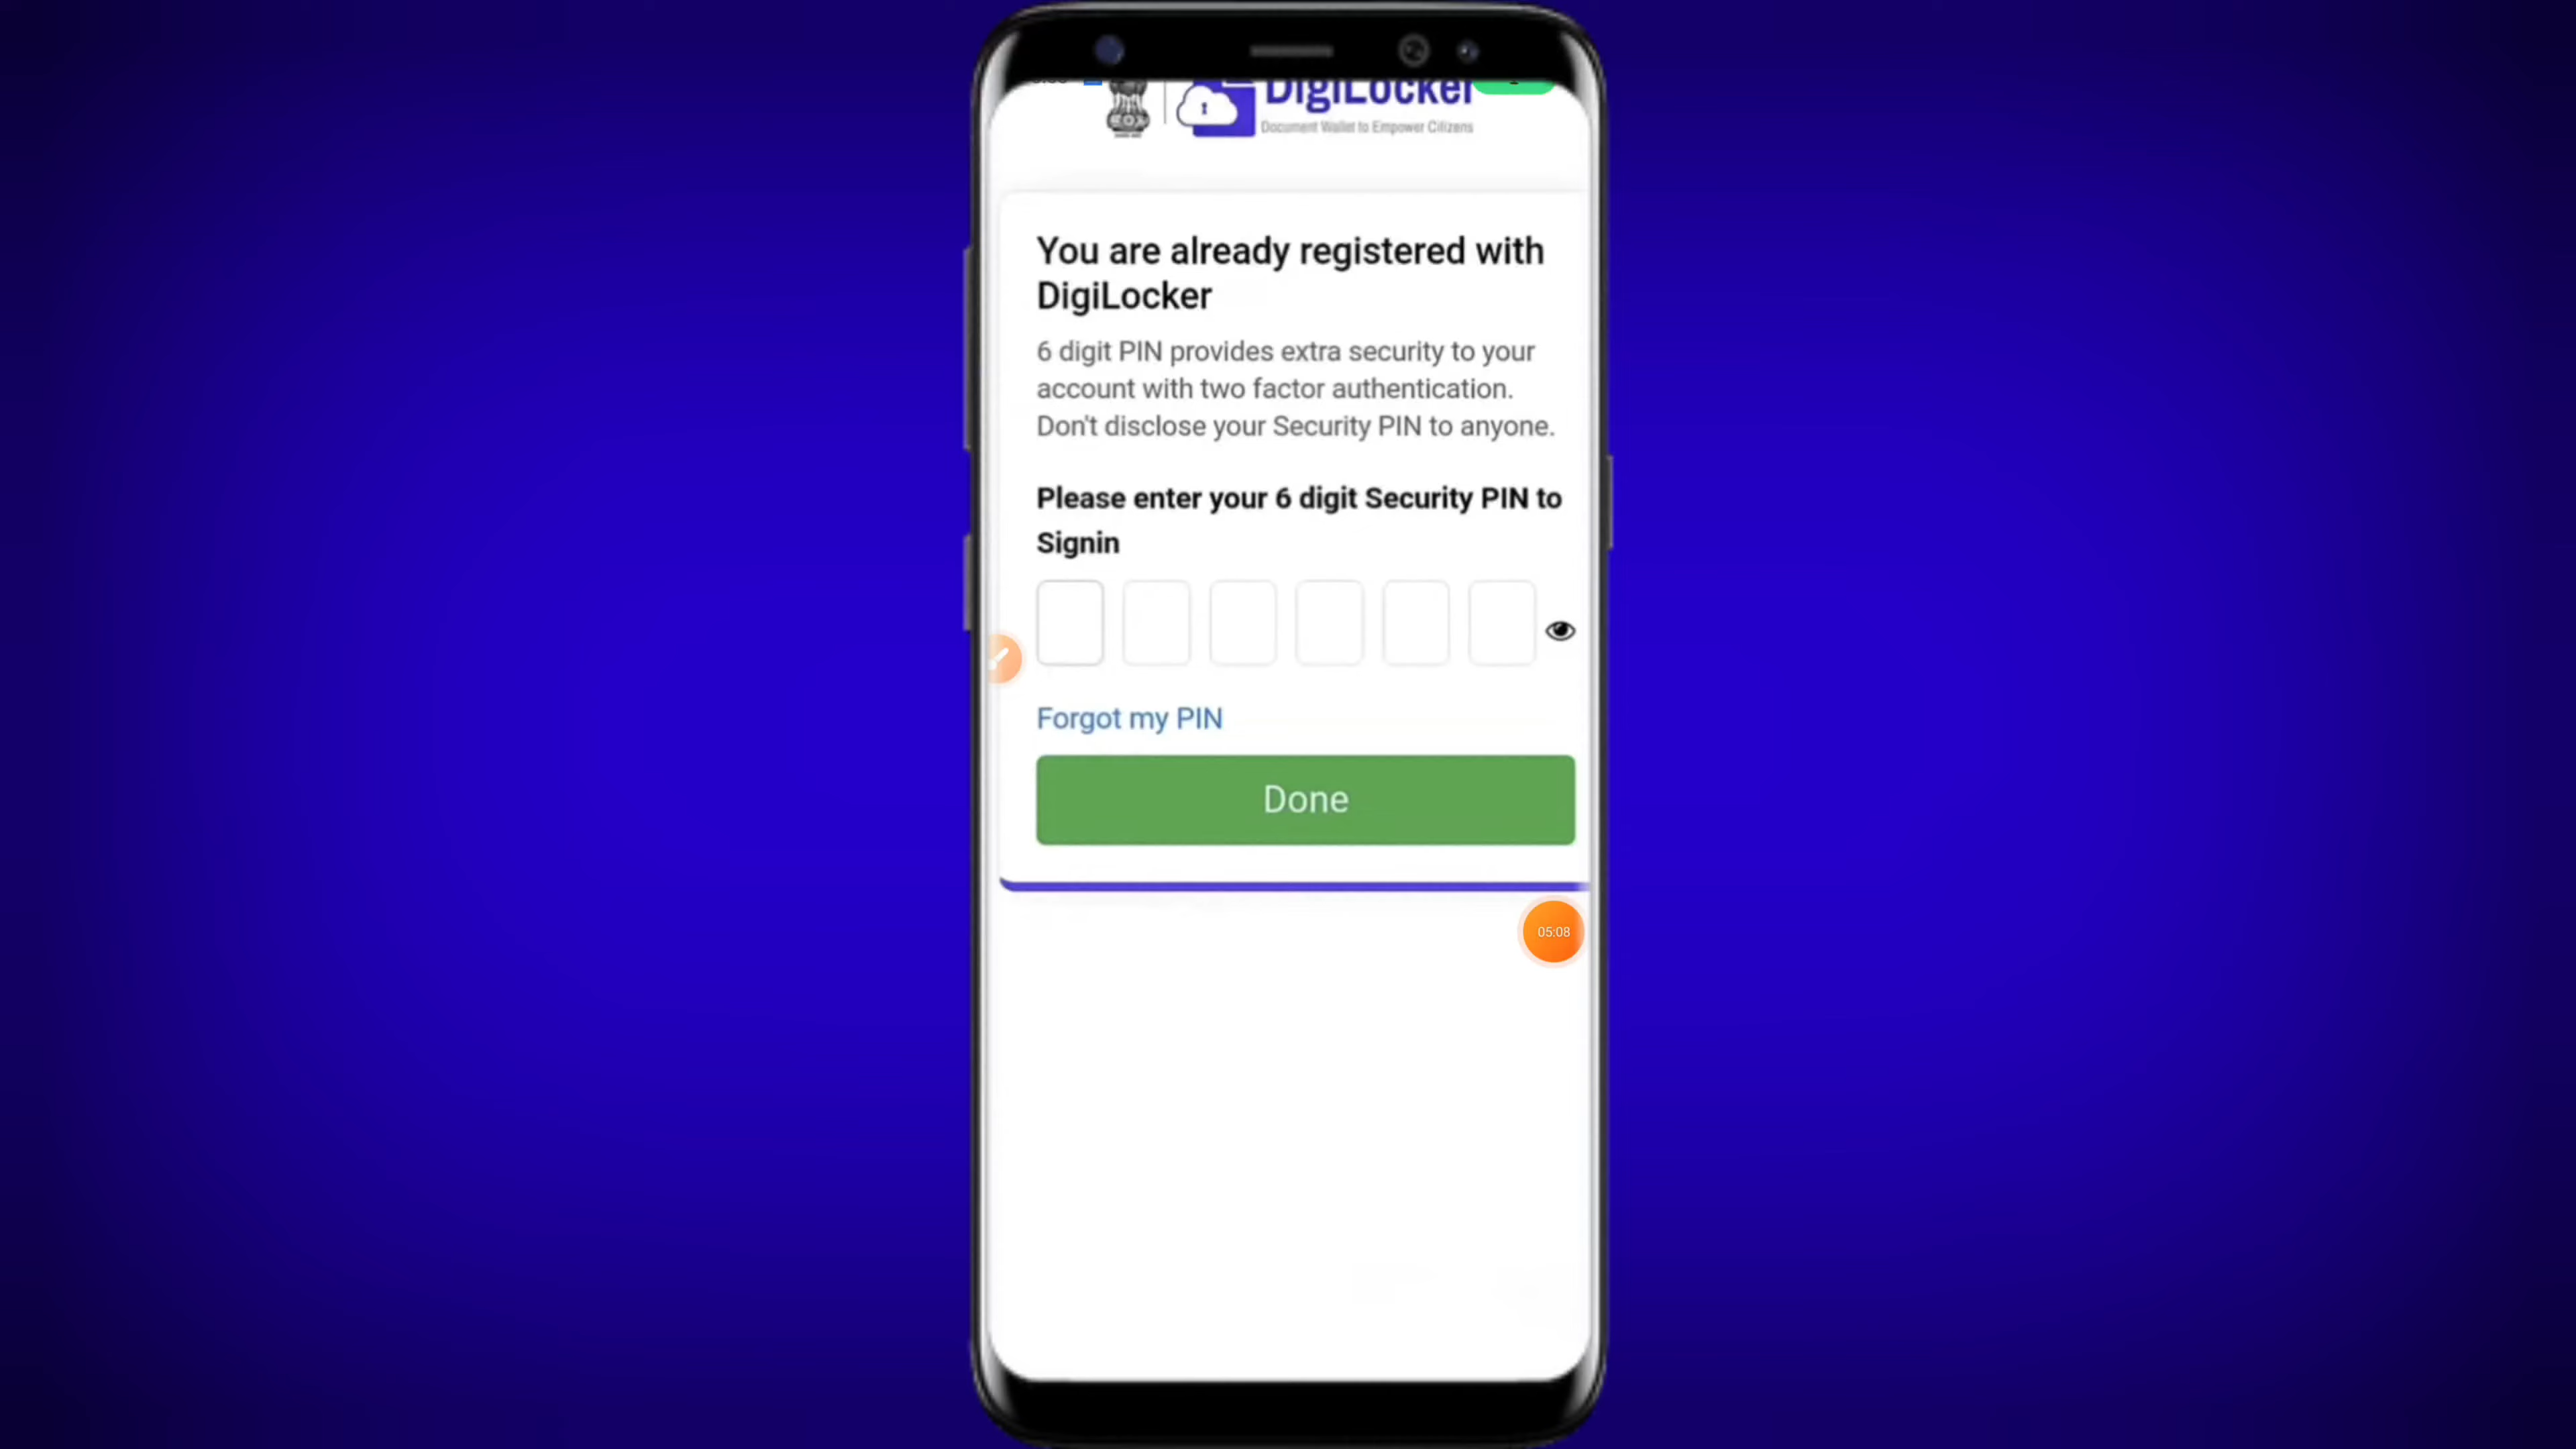 DigiLocker
Document Wallet to Empower Citizens
You are already registered with
DigiLocker
6 digit PIN provides extra security to your
account with two factor authentication.
Don't disclose your Security PIN to anyone.
Please enter your 6 digit Security PIN to
Signin
Forgot my PIN
Done
05:08